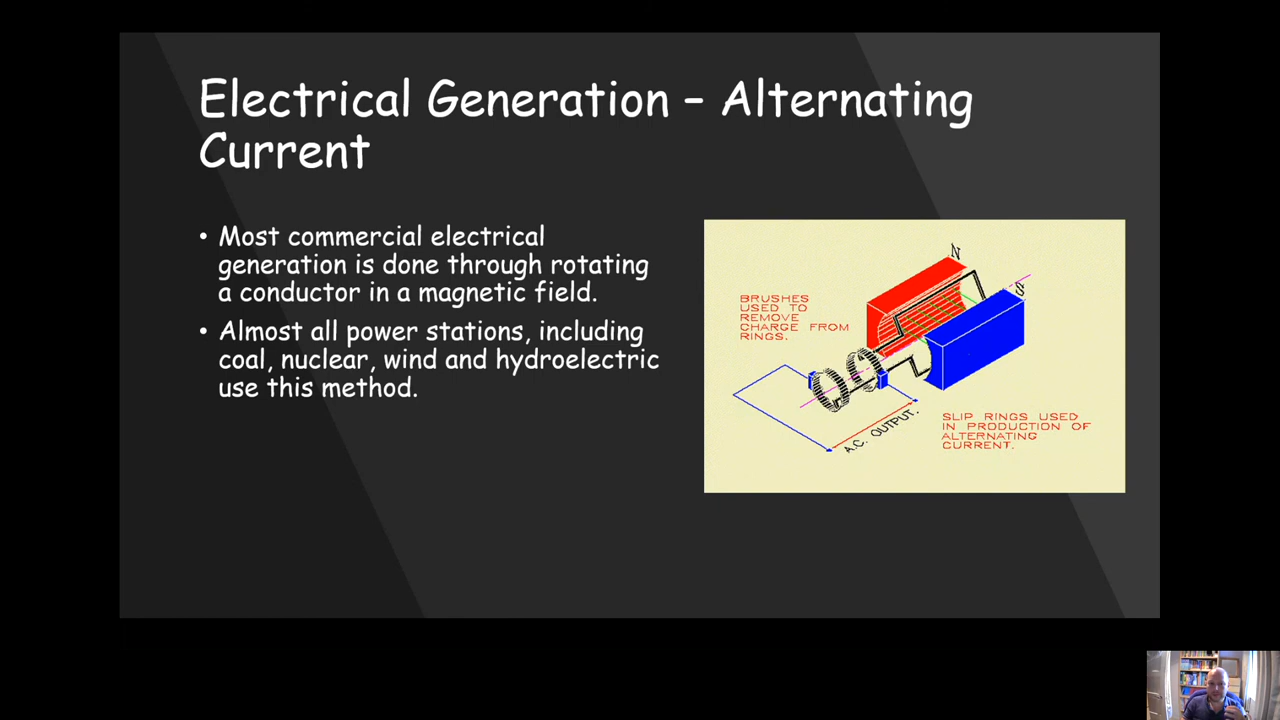 Electrical Generation – Alternating
Current
• Most commercial electrical
generation is done through rotating
a conductor in a magnetic field.
• Almost all power stations, including
coal, nuclear, wind and hydroelectric
use this method.
N
S
BRUSHES
USED TO
REMOVE
CHARGE FROM
RINGS.
A.C. OUTPUT.
SLIP RINGS USED
IN PRODUCTION OF
ALTERNATING
CURRENT.